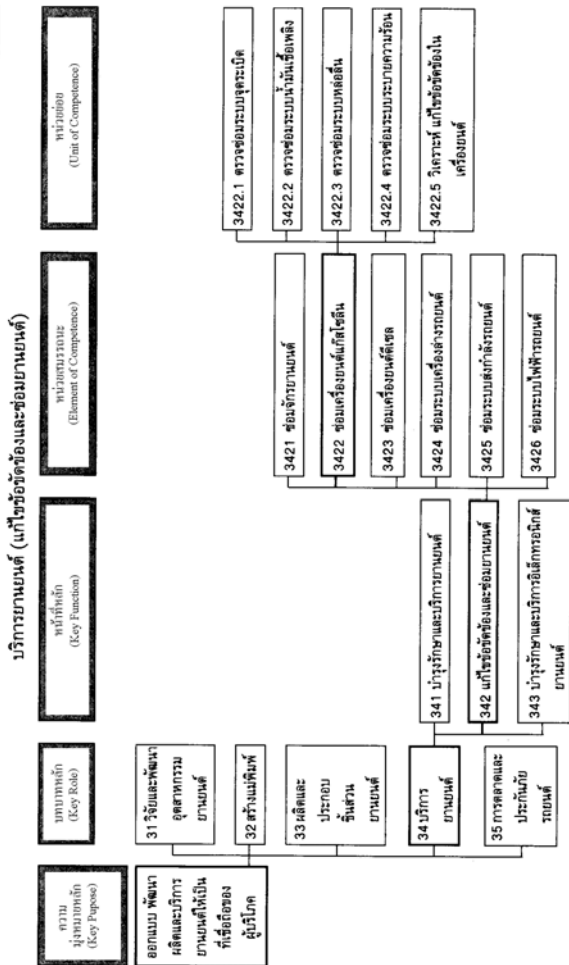 บริการยานยนต์ (แก้ไขข้อขัดข้องและซ่อมยานยนต์)
ความ
มุ่งหมายหลัก
(Key Pupose)
บทบาทหลัก
(Key Role)
หน้าที่หลัก
(Key Function)
หน่วยสมรรถนะ
(Element of Competence)
หน่วยย่อย
(Unit of Competence)
ออกแบบ พัฒนา
ผลิตและบริการ
ยานยนต์ให้เป็น
ที่เชื่อถือของ
ผู้บริโภค
31 วิจัยและพัฒนา
อุตสาหกรรม
ยานยนต์
32 สร้างแม่พิมพ์
33 ผลิตและ
ประกอบ
ชิ้นส่วน
ยานยนต์
34 บริการ
ยานยนต์
35 การตลาดและ
ประกันภัย
รถยนต์
341 บำรุงรักษาและบริการยานยนต์
342 แก้ไขข้อขัดข้องและซ่อมยานยนต์
343 บำรุงรักษาและบริการอิเล็กทรอนิกส์
ยานยนต์
3421 ซ่อมจักรยานยนต์
3422 ซ่อมเครื่องยนต์แก๊สโซลีน
3423 ซ่อมเครื่องยนต์ดีเซล
3424 ซ่อมระบบเครื่องล่างรถยนต์
3425 ซ่อมระบบส่งกำลังรถยนต์
3426 ซ่อมระบบไฟฟ้ารถยนต์
3422.1 ตรวจซ่อมระบบจุดระเบิด
3422.2 ตรวจซ่อมระบบน้ำมันเชื้อเพลิง
3422.3 ตรวจซ่อมระบบหล่อลื่น
3422.4 ตรวจซ่อมระบบระบายความร้อน
3422.5 วิเคราะห์ แก้ไขข้อขัดข้องใน
เครื่องยนต์